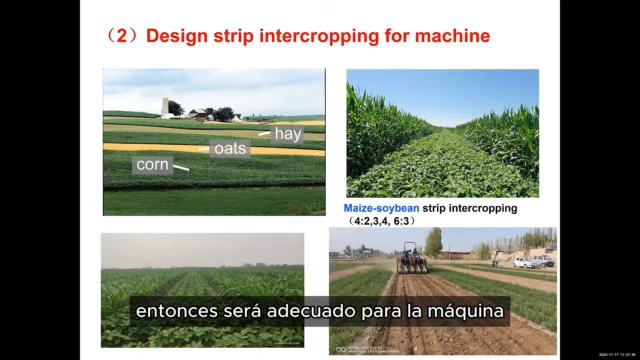 （2）Design strip intercropping for machine
hay
oats
corn
Maize-soybean strip intercropping
（4:2,3,4, 6:3）
entonces será adecuado para la máquina